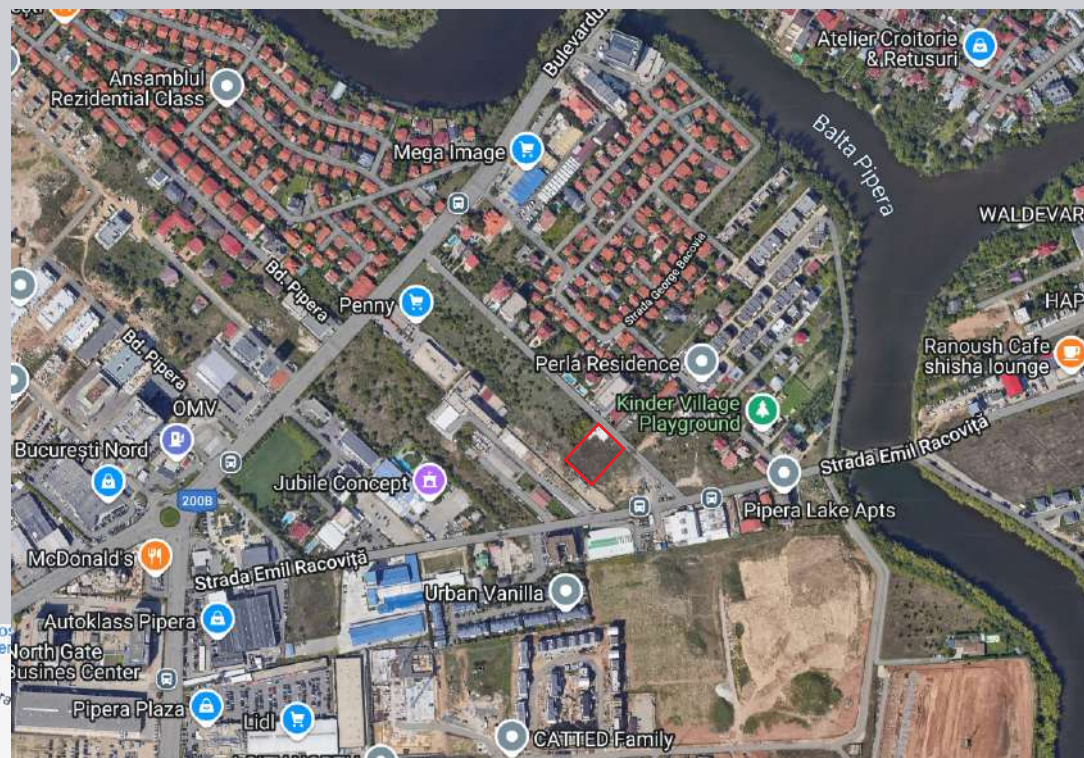 Ansamblul
Rezidential Class
Mega Image
Bulevardul
Atelier Croitorie
& Retusuri
Balta Pipera
WALDEVAR
Bd. Pipera
Penny
Strada George Bacovia
HAP
Bd. Pipera
Perla Residence
Ranoush Cafe
shisha lounge
OMV
Kinder Village
Playground
București Nord
Jubile Concept
Strada Emil Racoviță
200B
Pipera Lake Apts
McDonald's
Strada Emil Racoviță
Urban Vanilla
Autoklass Pipera
North Gate
Busines Center
Pipera Plaza
Lidl
CATTED Family